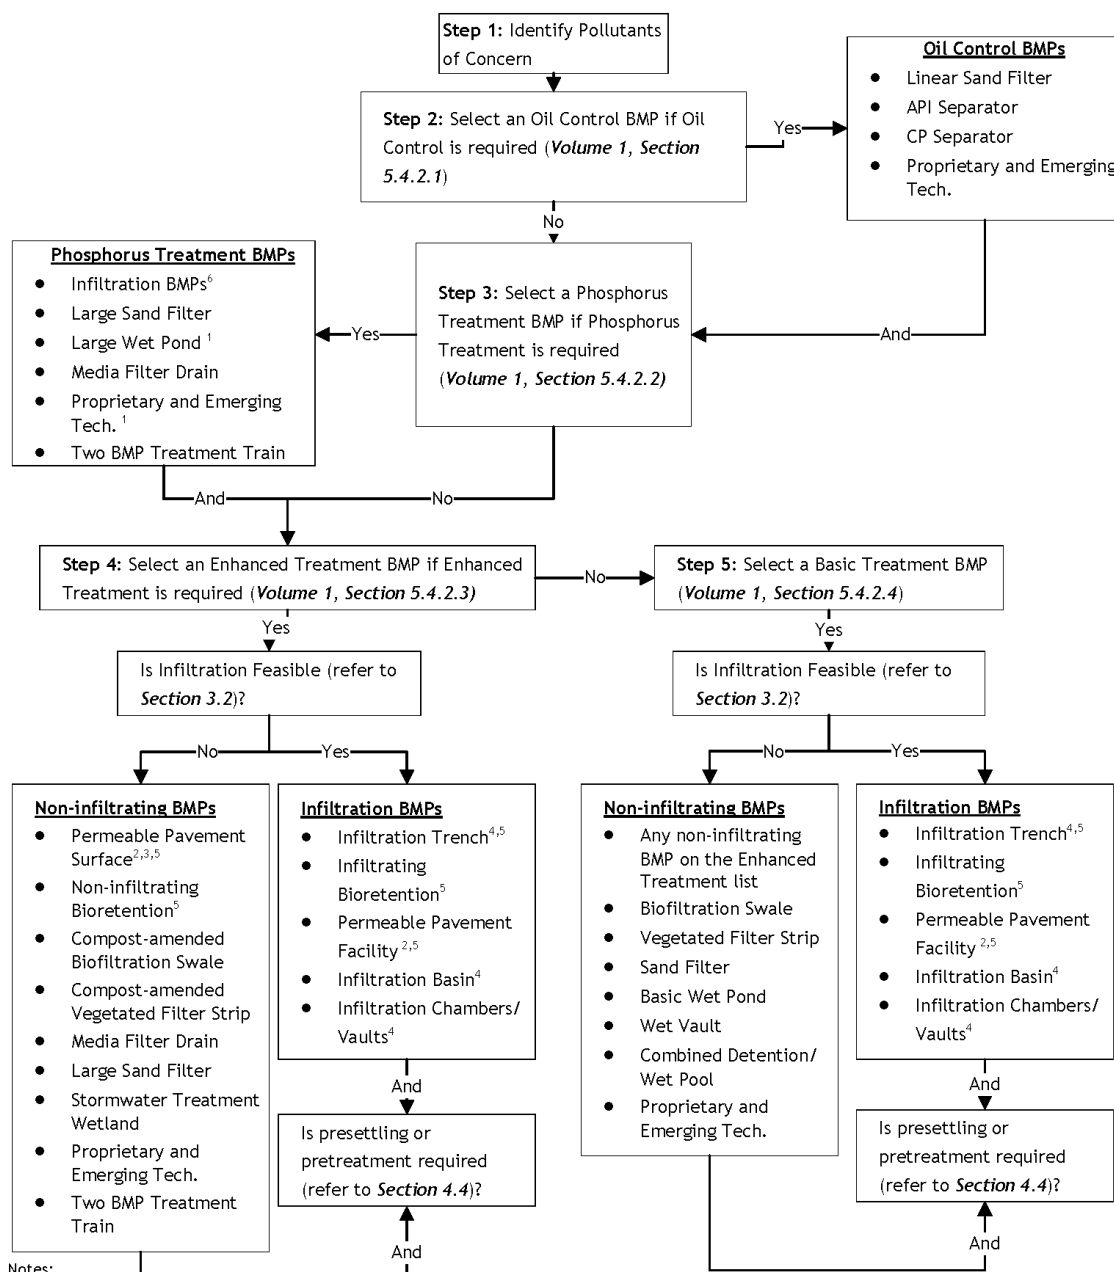 Step 1: Identify Pollutants
of Concern
Oil Control BMPs
● Linear Sand Filter
● API Separator
● CP Separator
● Proprietary and Emerging
Tech.
Step 2: Select an Oil Control BMP if Oil
Control is required (Volume 1, Section
5.4.2.1)
Yes
No
Phosphorus Treatment BMPs
● Infiltration BMPs6
● Large Sand Filter
● Large Wet Pond 1
● Media Filter Drain
● Proprietary and Emerging
Tech. 1
● Two BMP Treatment Train
Step 3: Select a Phosphorus
Treatment BMP if Phosphorus
Treatment is required
(Volume 1, Section 5.4.2.2)
Yes
And
And
No
Step 4: Select an Enhanced Treatment BMP if Enhanced
Treatment is required (Volume 1, Section 5.4.2.3)
No
Step 5: Select a Basic Treatment BMP
(Volume 1, Section 5.4.2.4)
Yes
Yes
Is Infiltration Feasible (refer to
Section 3.2)?
Is Infiltration Feasible (refer to
Section 3.2)?
No
Yes
No
Yes
Non-infiltrating BMPs
● Permeable Pavement
Surface2,3,5
● Non-infiltrating
Bioretention5
● Compost-amended
Biofiltration Swale
● Compost-amended
Vegetated Filter Strip
● Media Filter Drain
● Large Sand Filter
● Stormwater Treatment
Wetland
● Proprietary and
Emerging Tech.
● Two BMP Treatment
Train
Infiltration BMPs
● Infiltration Trench4,5
● Infiltrating
Bioretention5
● Permeable Pavement
Facility 2,5
● Infiltration Basin4
● Infiltration Chambers/
Vaults4
And
Is presettling or
pretreatment required
(refer to Section 4.4)?
And
Non-infiltrating BMPs
● Any non-infiltrating
BMP on the Enhanced
Treatment list
● Biofiltration Swale
● Vegetated Filter Strip
● Sand Filter
● Basic Wet Pond
● Wet Vault
● Combined Detention/
Wet Pool
● Proprietary and
Emerging Tech.
Infiltration BMPs
● Infiltration Trench4,5
● Infiltrating
Bioretention5
● Permeable Pavement
Facility 2,5
● Infiltration Basin4
● Infiltration Chambers/
Vaults4
And
Is presettling or
pretreatment required
(refer to Section 4.4)?
And
Notes: